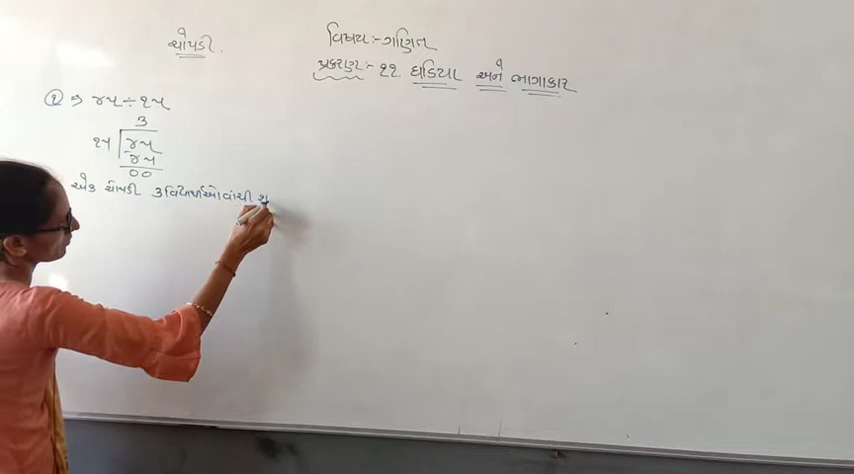 ચોપડી.
વિષય:-ગણિત
પ્રકરણ:- ૧૧. ઘડિયા અને ભાગાકાર
① ⇒ ૪૫ ÷ ૧૫
૩
૧૫ ૪૫
૪૫
૦૦
એક ચોપડી ૩ વિદ્યાર્થીઓ વાંચી શ